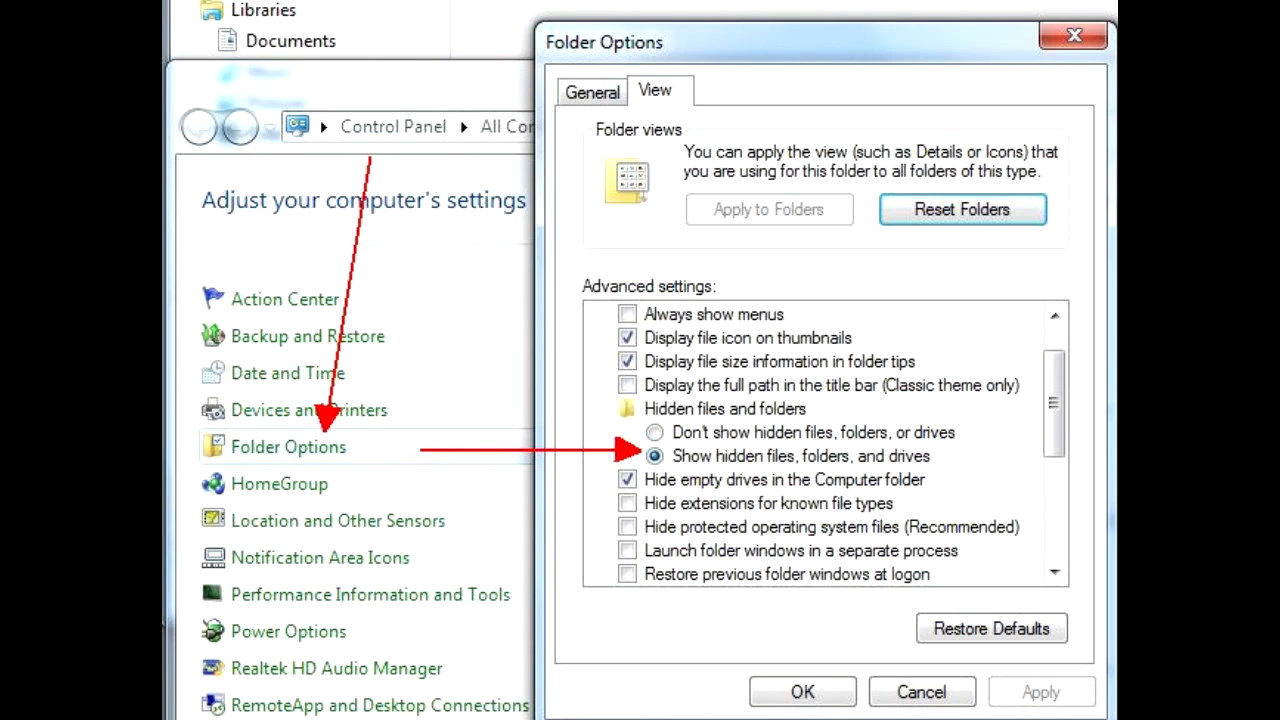 Libraries
Documents
Folder Options
General
View
Control Panel
All Con
Folder views
You can apply the view (such as Details or Icons) that
you are using for this folder to all folders of this type.
Apply to Folders
Reset Folders
Adjust your computer's settings
Action Center
Backup and Restore
Date and Time
Devices and Printers
Folder Options
HomeGroup
Location and Other Sensors
Notification Area Icons
Performance Information and Tools
Power Options
Realtek HD Audio Manager
RemoteApp and Desktop Connections
Advanced settings:
Always show menus
Display file icon on thumbnails
Display file size information in folder tips
Display the full path in the title bar (Classic theme only)
Hidden files and folders
Don't show hidden files, folders, or drives
Show hidden files, folders, and drives
Hide empty drives in the Computer folder
Hide extensions for known file types
Hide protected operating system files (Recommended)
Launch folder windows in a separate process
Restore previous folder windows at logon
Restore Defaults
OK
Cancel
Apply